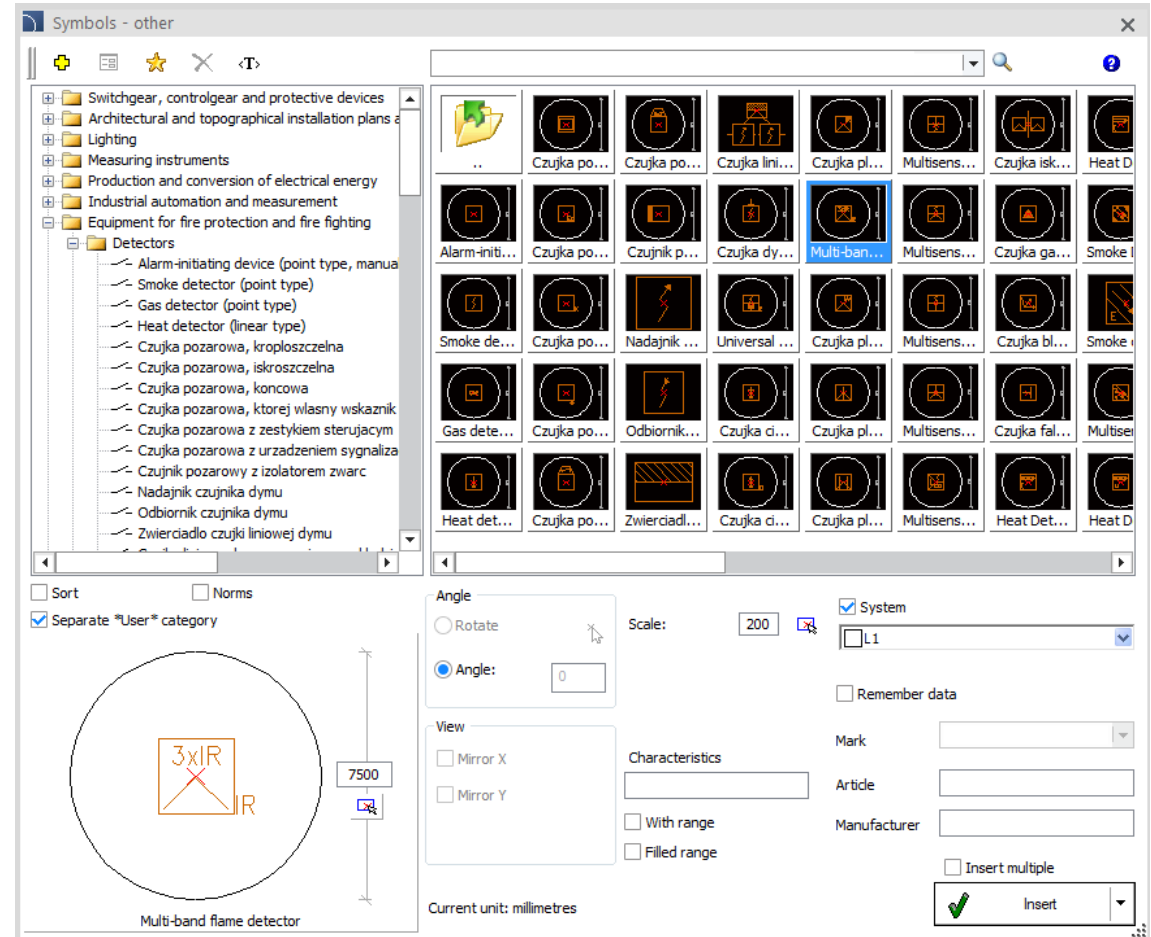 Symbols - other
<T>
Switchgear, controlgear and protective devices
Architectural and topographical installation plans a
Lighting
Measuring instruments
Production and conversion of electrical energy
Industrial automation and measurement
Equipment for fire protection and fire fighting
Detectors
Alarm-initiating device (point type, manua
Smoke detector (point type)
Gas detector (point type)
Heat detector (linear type)
Czujka pozarowa, kroploszczelna
Czujka pozarowa, iskroszczelna
Czujka pozarowa, koncowa
Czujka pozarowa, ktorej wlasny wskaznik
Czujka pozarowa z zestykiem sterujacym
Czujka pozarowa z urzadzeniem sygnaliza
Czujnik pozarowy z izolatorem zwarc
Nadajnik czujnika dymu
Odbiornik czujnika dymu
Zwierciadlo czujki liniowej dymu
.. Czujka po... Czujka po... Czujka lini... Czujka pl... Multisens... Czujka isk... Heat D
Alarm-initi... Czujka po... Czujnik p... Czujka dy... Multi-ban... Multisens... Czujka ga... Smoke
Smoke de... Czujka po... Nadajnik ... Universal ... Czujka pl... Multisens... Czujka bl... Smoke
Gas dete... Czujka po... Odbiornik... Czujka ci... Czujka pl... Multisens... Czujka fal... Multiser
Heat det... Czujka po... Zwierciadl... Czujka ci... Czujka pl... Multisens... Heat Det... Heat D
Sort
Norms
Separate *User* category
3xIR
IR
7500
Multi-band flame detector
Angle
Rotate
Angle:
0
View
Mirror X
Mirror Y
Current unit: millimetres
Scale:
200
Characteristics
With range
Filled range
System
L1
Remember data
Mark
Article
Manufacturer
Insert multiple
Insert